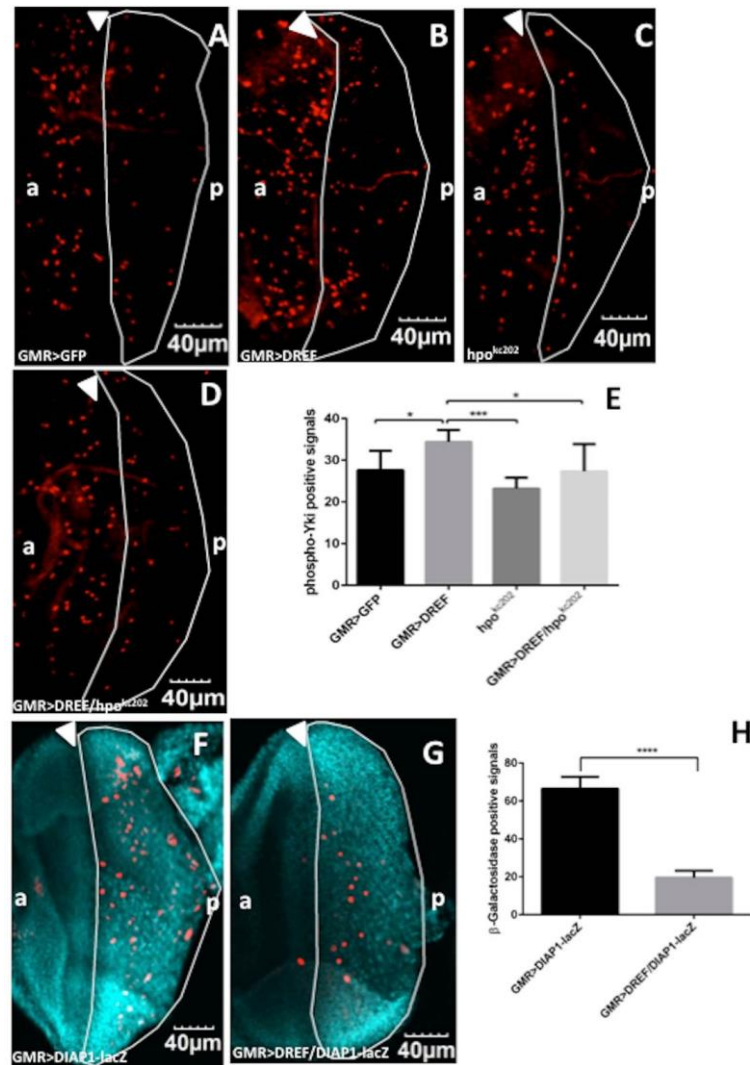 A
a
p
40μm
GMR>GFP
B
a
p
40μm
GMR>DREF
C
a
p
40μm
hpo^kc202
D
a
p
40μm
GMR>DREF/hpo^kc202
E
phospho-Yki positive signals
40
30
20
10
0
*
***
*
GMR>GFP
GMR>DREF
hpo^kc202
GMR>DREF/hpo^kc202
F
a
p
40μm
GMR>DIAP1-lacZ
G
a
p
40μm
GMR>DREF/DIAP1-lacZ
H
β-Galactosidase positive signals
80
60
40
20
0
****
GMR>DIAP1-lacZ
GMR>DREF/DIAP1-lacZ